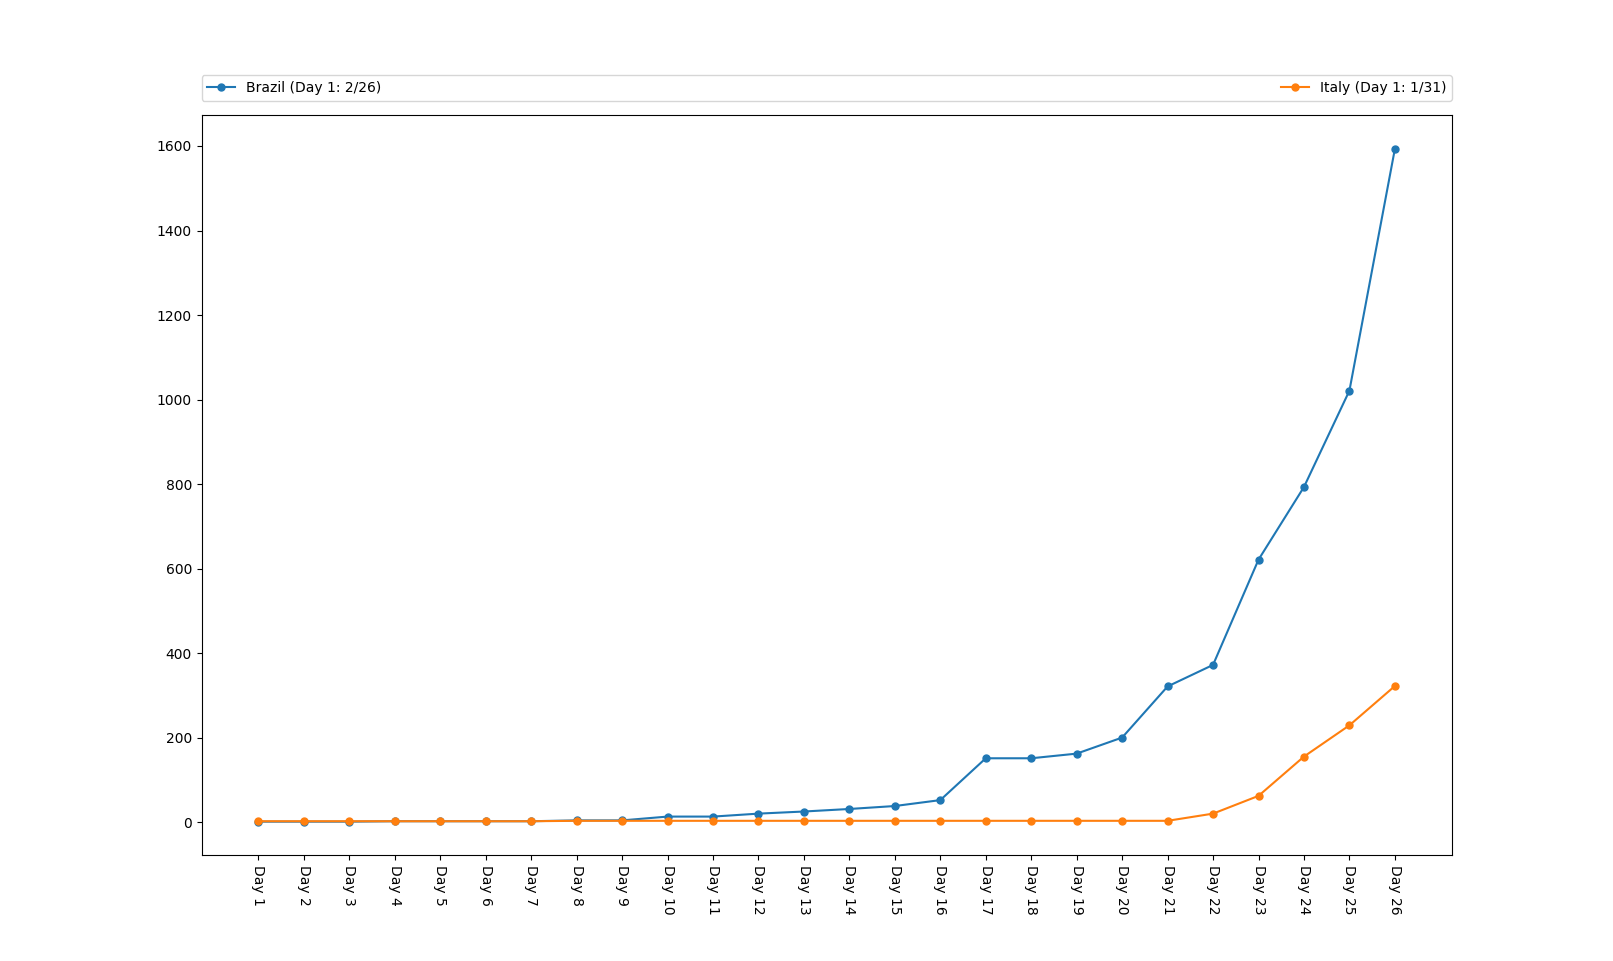 Brazil (Day 1: 2/26)
Italy (Day 1: 1/31)
1600
1400
1200
1000
800
600
400
200
0
Day 1
Day 2
Day 3
Day 4
Day 5
Day 6
Day 7
Day 8
Day 9
Day 10
Day 11
Day 12
Day 13
Day 14
Day 15
Day 16
Day 17
Day 18
Day 19
Day 20
Day 21
Day 22
Day 23
Day 24
Day 25
Day 26